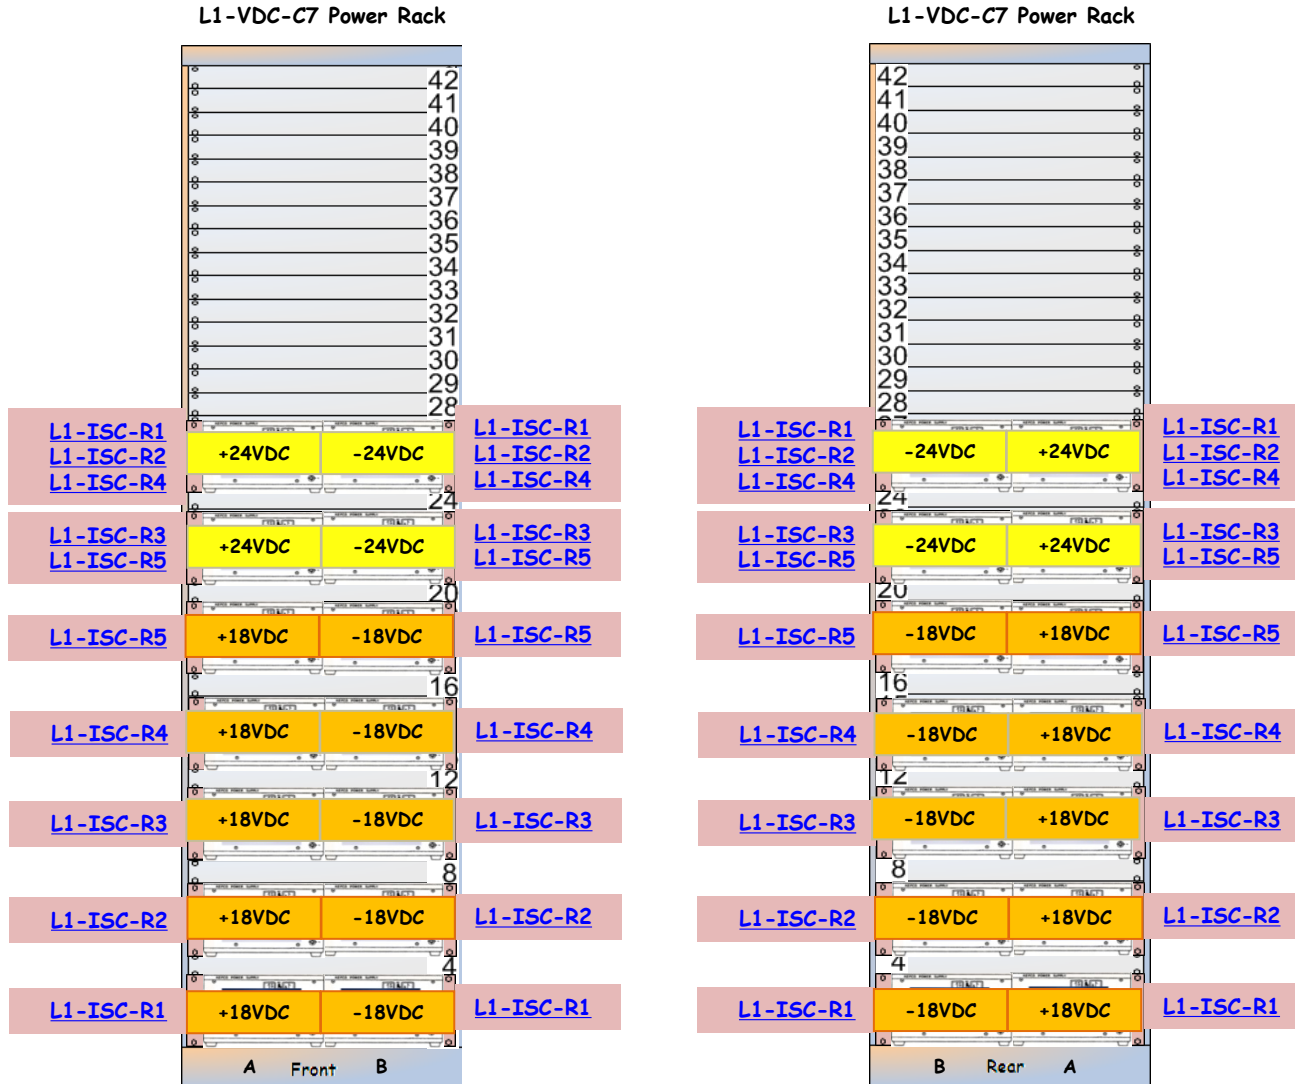 L1-VDC-C7 Power Rack
42
41
40
39
38
37
36
35
34
33
32
31
30
29
28
L1-ISC-R1
L1-ISC-R2
L1-ISC-R4
+24VDC
-24VDC
L1-ISC-R1
L1-ISC-R2
L1-ISC-R4
24
L1-ISC-R3
L1-ISC-R5
+24VDC
-24VDC
L1-ISC-R3
L1-ISC-R5
20
L1-ISC-R5
+18VDC
-18VDC
L1-ISC-R5
16
L1-ISC-R4
+18VDC
-18VDC
L1-ISC-R4
12
L1-ISC-R3
+18VDC
-18VDC
L1-ISC-R3
8
L1-ISC-R2
+18VDC
-18VDC
L1-ISC-R2
4
L1-ISC-R1
+18VDC
-18VDC
L1-ISC-R1
A Front B
L1-VDC-C7 Power Rack
42
41
40
39
38
37
36
35
34
33
32
31
30
29
28
L1-ISC-R1
L1-ISC-R2
L1-ISC-R4
-24VDC
+24VDC
L1-ISC-R1
L1-ISC-R2
L1-ISC-R4
24
L1-ISC-R3
L1-ISC-R5
-24VDC
+24VDC
L1-ISC-R3
L1-ISC-R5
20
L1-ISC-R5
-18VDC
+18VDC
L1-ISC-R5
16
L1-ISC-R4
-18VDC
+18VDC
L1-ISC-R4
12
L1-ISC-R3
-18VDC
+18VDC
L1-ISC-R3
8
L1-ISC-R2
-18VDC
+18VDC
L1-ISC-R2
4
L1-ISC-R1
-18VDC
+18VDC
L1-ISC-R1
B Rear A